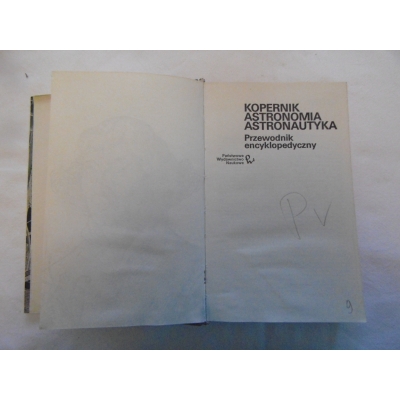 KOPERNIK
ASTRONOMIA
ASTRONAUTYKA
Przewodnik
encyklopedyczny
Państwowe
Wydawnictwo
Naukowe
Pv
9